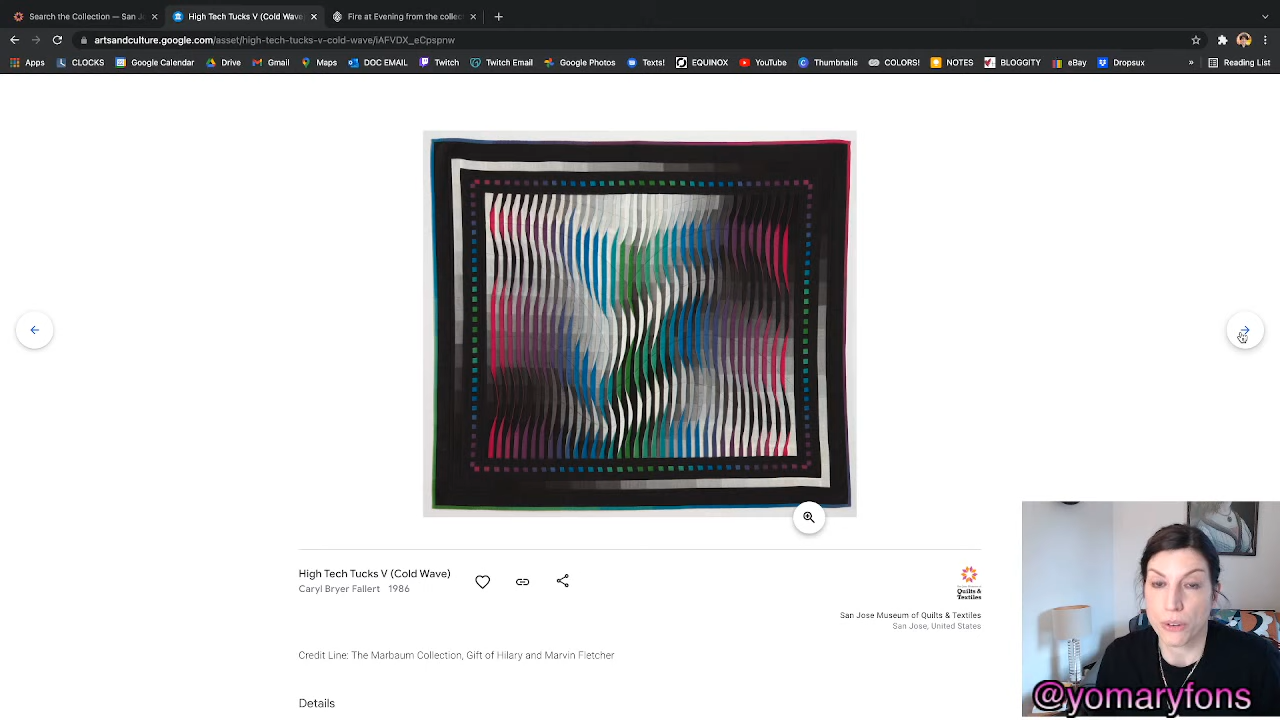 Search the Collection — San Jo
High Tech Tucks V (Cold Wave)
Fire at Evening from the collect
artsandculture.google.com/asset/high-tech-tucks-v-cold-wave/iAFVDX_eCpspnw
Apps CLOCKS Google Calendar Drive Gmail Maps DOC EMAIL Twitch Twitch Email Google Photos Texts! EQUINOX YouTube Thumbnails COLORS! NOTES BLOGGITY eBay Dropsux » Reading List
High Tech Tucks V (Cold Wave)
Caryl Bryer Fallert 1986
Quilts &
Textiles
San Jose Museum of Quilts & Textiles
San Jose, United States
Credit Line: The Marbaum Collection, Gift of Hilary and Marvin Fletcher
Details
@yomaryfons